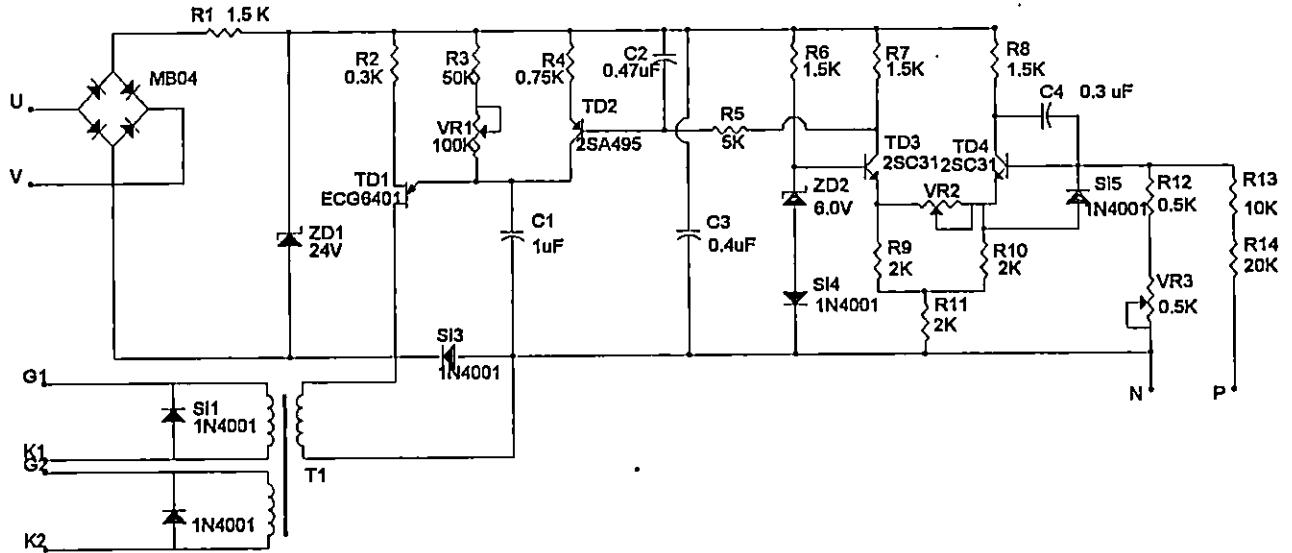 R1 1.5 K
MB04
U
V
ZD1
24V
R2
0.3K
R3
50K
VR1
100K
R4
0.75K
TD2
2SA495
TD1
ECG6401
C1
1uF
C2
0.47uF
C3
0.4uF
R5
5K
R6
1.5K
R7
1.5K
R8
1.5K
C4 0.3 uF
TD3
2SC31
TD4
2SC31
ZD2
6.0V
VR2
SI5
1N4001
R9
2K
R10
2K
R11
2K
SI4
1N4001
R12
0.5K
VR3
0.5K
R13
10K
R14
20K
N
P
SI3
1N4001
G1
SI1
1N4001
K1
G2
1N4001
K2
T1